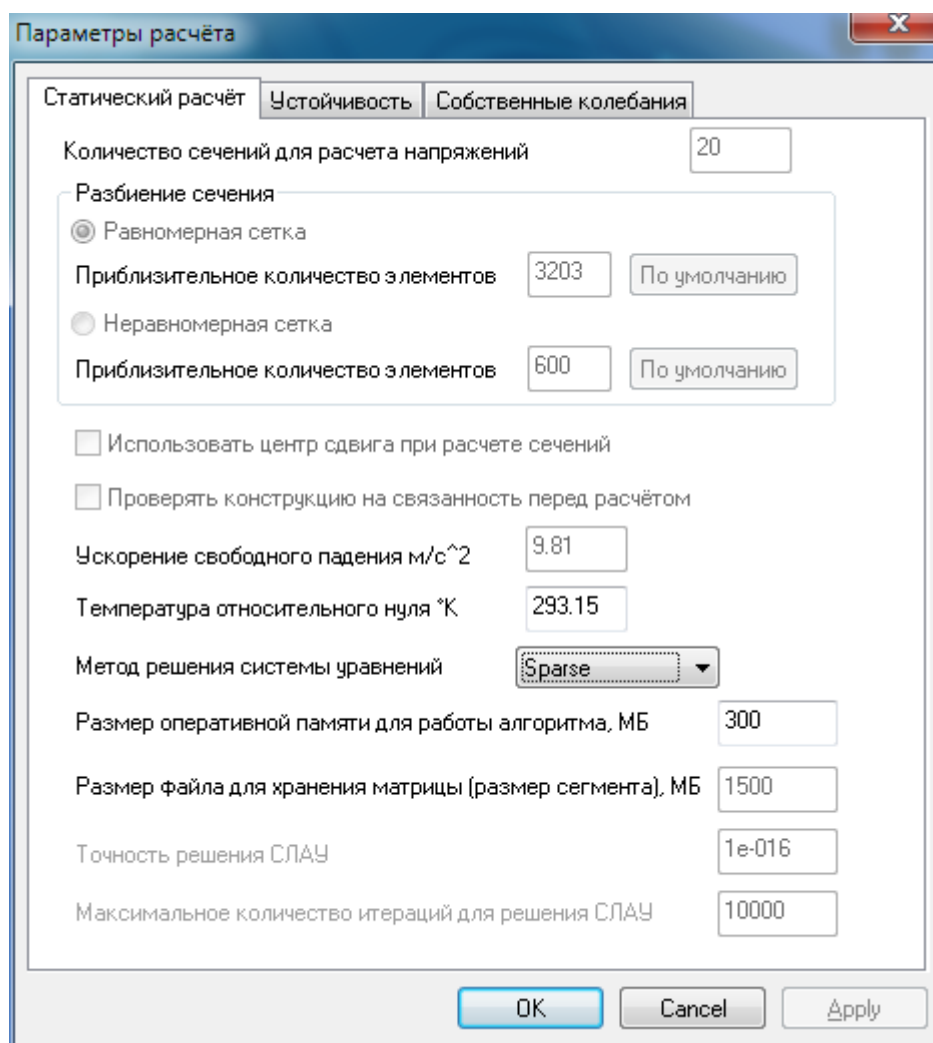 Параметры расчёта
x
Статический расчёт Устойчивость Собственные колебания
Количество сечений для расчета напряжений 20
Разбиение сечения
Равномерная сетка
Приблизительное количество элементов 3203 По умолчанию
Неравномерная сетка
Приблизительное количество элементов 600 По умолчанию
Использовать центр сдвига при расчете сечений
Проверять конструкцию на связанность перед расчётом
Ускорение свободного падения м/с^2 9.81
Температура относительного нуля °К 293.15
Метод решения системы уравнений Sparse
Размер оперативной памяти для работы алгоритма, МБ 300
Размер файла для хранения матрицы (размер сегмента), МБ 1500
Точность решения СЛАУ 1e-016
Максимальное количество итераций для решения СЛАУ 10000
OK Cancel Apply